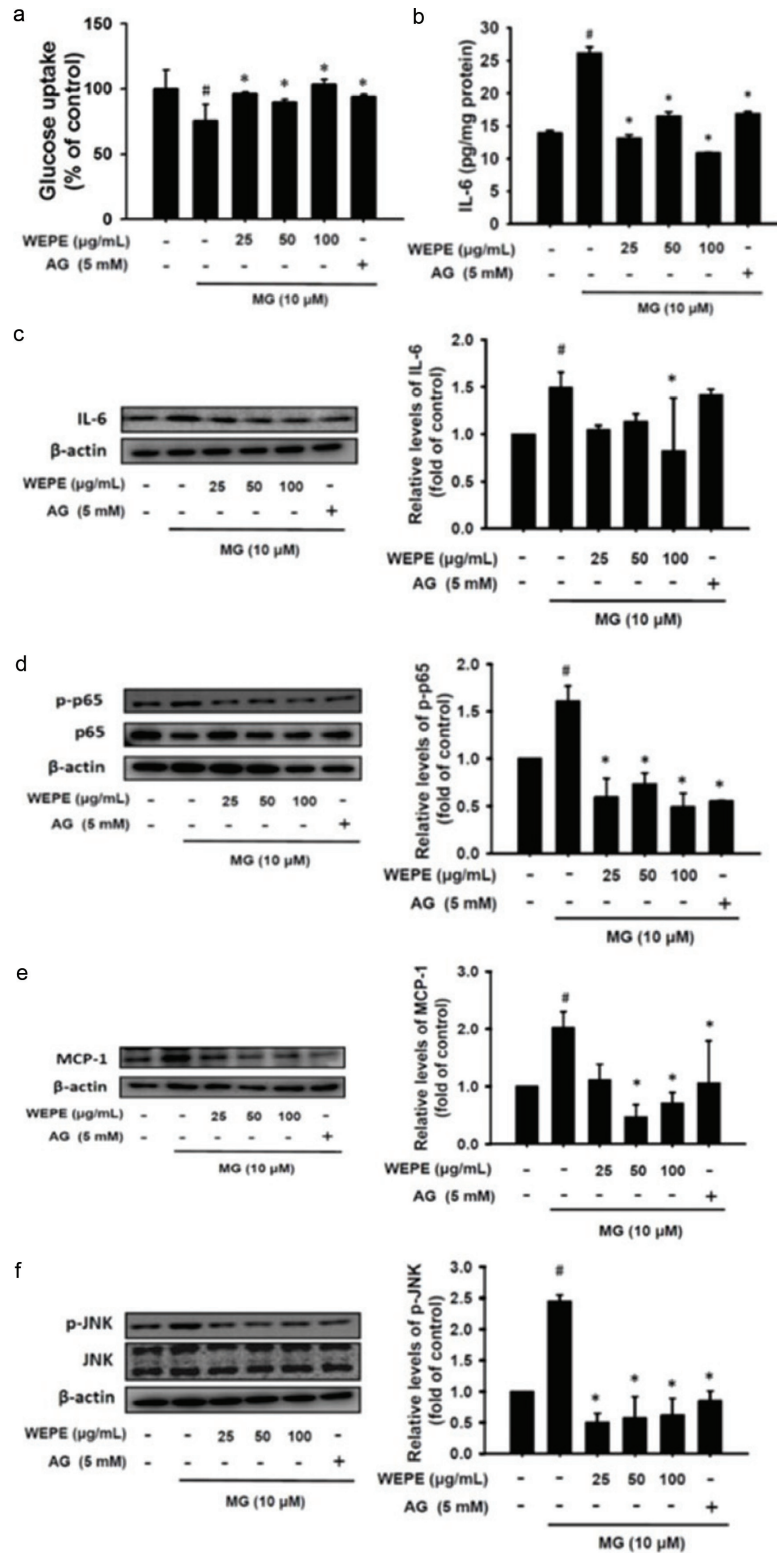 a
Glucose uptake
(% of control)
150
100
50
0
#
*
*
*
*
WEPE (µg/mL) - - 25 50 100 -
AG (5 mM) - - - - - +
MG (10 µM)
b
IL-6 (pg/mg protein)
35
30
25
20
15
10
5
0
#
*
*
*
*
WEPE (µg/mL) - - 25 50 100 -
AG (5 mM) - - - - - +
MG (10 µM)
c
IL-6
β-actin
WEPE (µg/mL) - - 25 50 100 -
AG (5 mM) - - - - - +
MG (10 µM)
Relative levels of IL-6
(fold of control)
2.0
1.5
1.0
0.5
0.0
#
*
WEPE (µg/mL) - - 25 50 100 -
AG (5 mM) - - - - - +
MG (10 µM)
d
p-p65
p65
β-actin
WEPE (µg/mL) - - 25 50 100 -
AG (5 mM) - - - - - +
MG (10 µM)
Relative levels of p-p65
(fold of control)
2.0
1.5
1.0
0.5
0.0
#
*
*
*
*
WEPE (µg/mL) - - 25 50 100 -
AG (5 mM) - - - - - +
MG (10 µM)
e
MCP-1
β-actin
WEPE (µg/mL) - - 25 50 100 -
AG (5 mM) - - - - - +
MG (10 µM)
Relative levels of MCP-1
(fold of control)
3.0
2.0
1.0
0.0
#
*
*
*
WEPE (µg/mL) - - 25 50 100 -
AG (5 mM) - - - - - +
MG (10 µM)
f
p-JNK
JNK
β-actin
WEPE (µg/mL) - - 25 50 100 -
AG (5 mM) - - - - - +
MG (10 µM)
Relative levels of p-JNK
(fold of control)
3.0
2.5
2.0
1.5
1.0
0.5
0.0
#
*
*
*
*
WEPE (µg/mL) - - 25 50 100 -
AG (5 mM) - - - - - +
MG (10 µM)